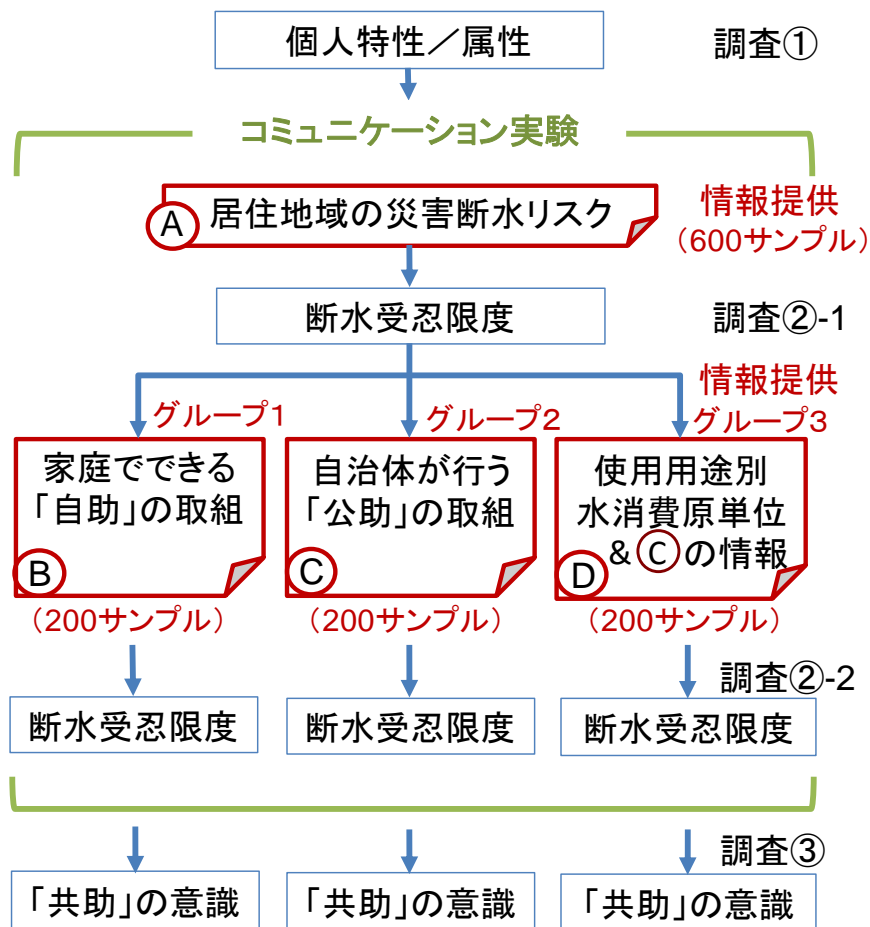 個人特性／属性
調査①
コミュニケーション実験
A
居住地域の災害断水リスク
情報提供
（600サンプル）
断水受忍限度
調査②-1
情報提供
グループ1
グループ2
グループ3
家庭でできる
「自助」の取組
B
自治体が行う
「公助」の取組
C
使用用途別
水消費原単位
&Ⓒの情報
D
（200サンプル）
（200サンプル）
（200サンプル）
調査②-2
断水受忍限度
断水受忍限度
断水受忍限度
調査③
「共助」の意識
「共助」の意識
「共助」の意識